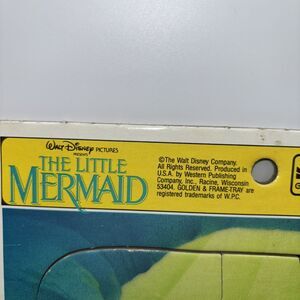 Walt Disney PICTURES
PRESENTS
THE LITTLE
MERMAID
©The Walt Disney Company.
All Rights Reserved. Produced in
U.S.A. by Western Publishing
Company, Inc., Racine, Wisconsin
53404. GOLDEN & FRAME-TRAY are
registered trademarks of W.P.C.